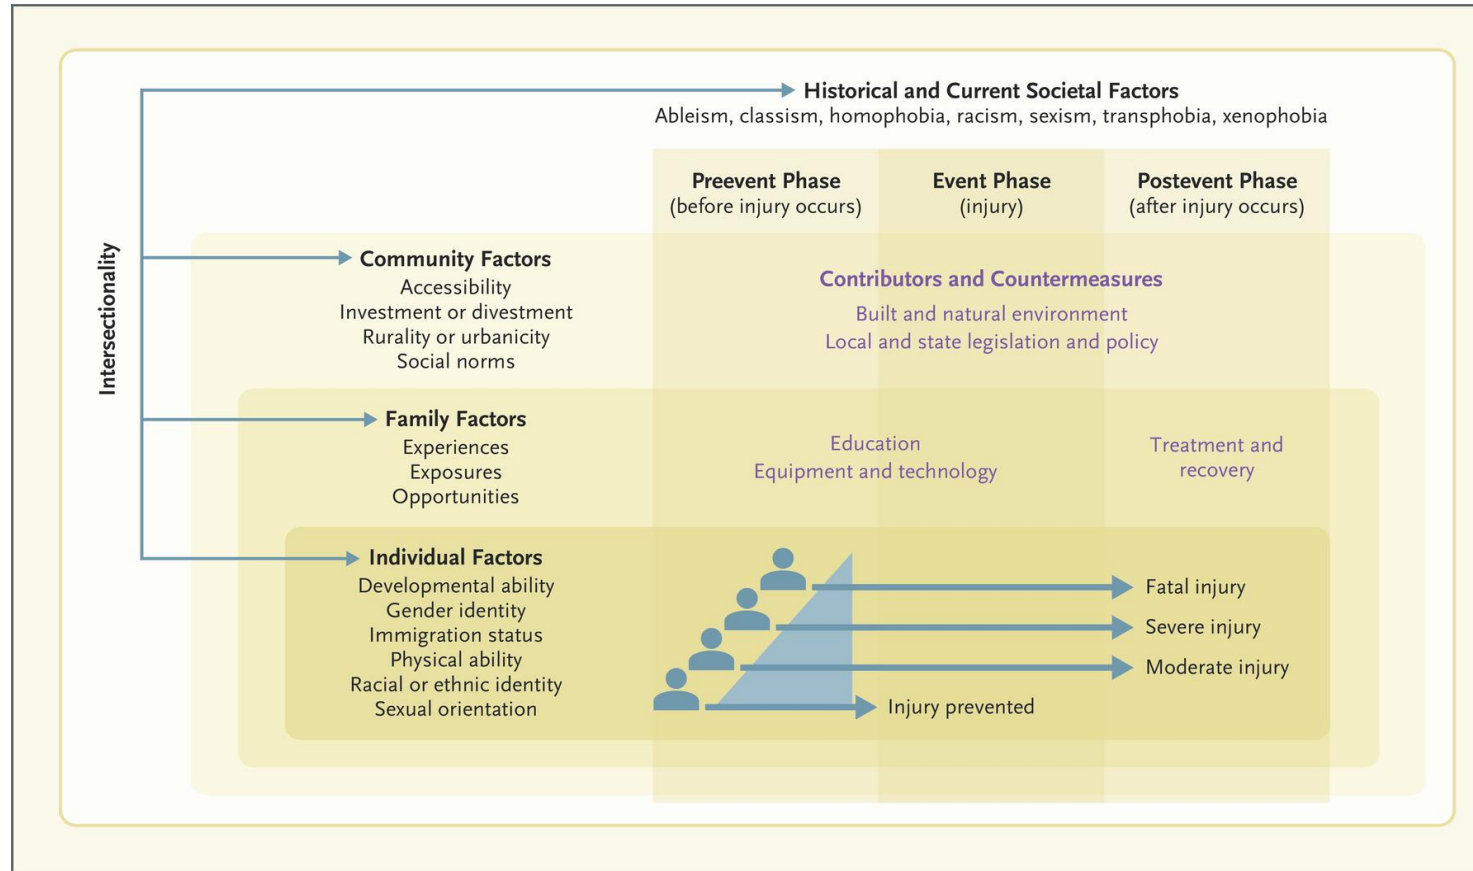 Historical and Current Societal Factors
Ableism, classism, homophobia, racism, sexism, transphobia, xenophobia
Preevent Phase
(before injury occurs)
Event Phase
(injury)
Postevent Phase
(after injury occurs)
Intersectionality
Community Factors
Accessibility
Investment or divestment
Rurality or urbanicity
Social norms
Contributors and Countermeasures
Built and natural environment
Local and state legislation and policy
Family Factors
Experiences
Exposures
Opportunities
Education
Equipment and technology
Treatment and
recovery
Individual Factors
Developmental ability
Gender identity
Immigration status
Physical ability
Racial or ethnic identity
Sexual orientation
Fatal injury
Severe injury
Moderate injury
Injury prevented